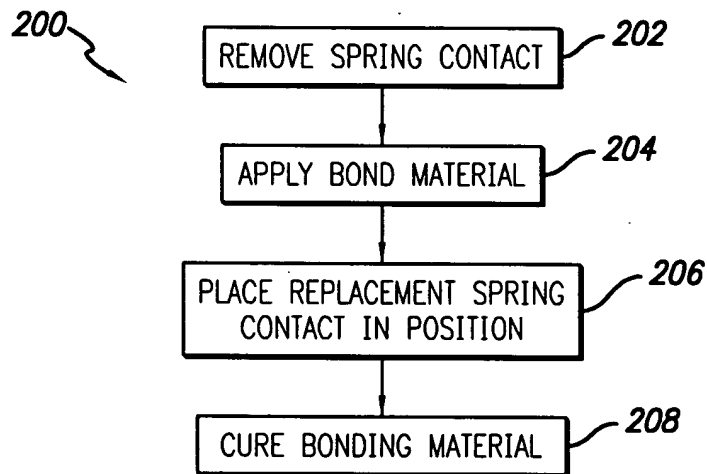 200
REMOVE SPRING CONTACT
202
APPLY BOND MATERIAL
204
PLACE REPLACEMENT SPRING
CONTACT IN POSITION
206
CURE BONDING MATERIAL
208